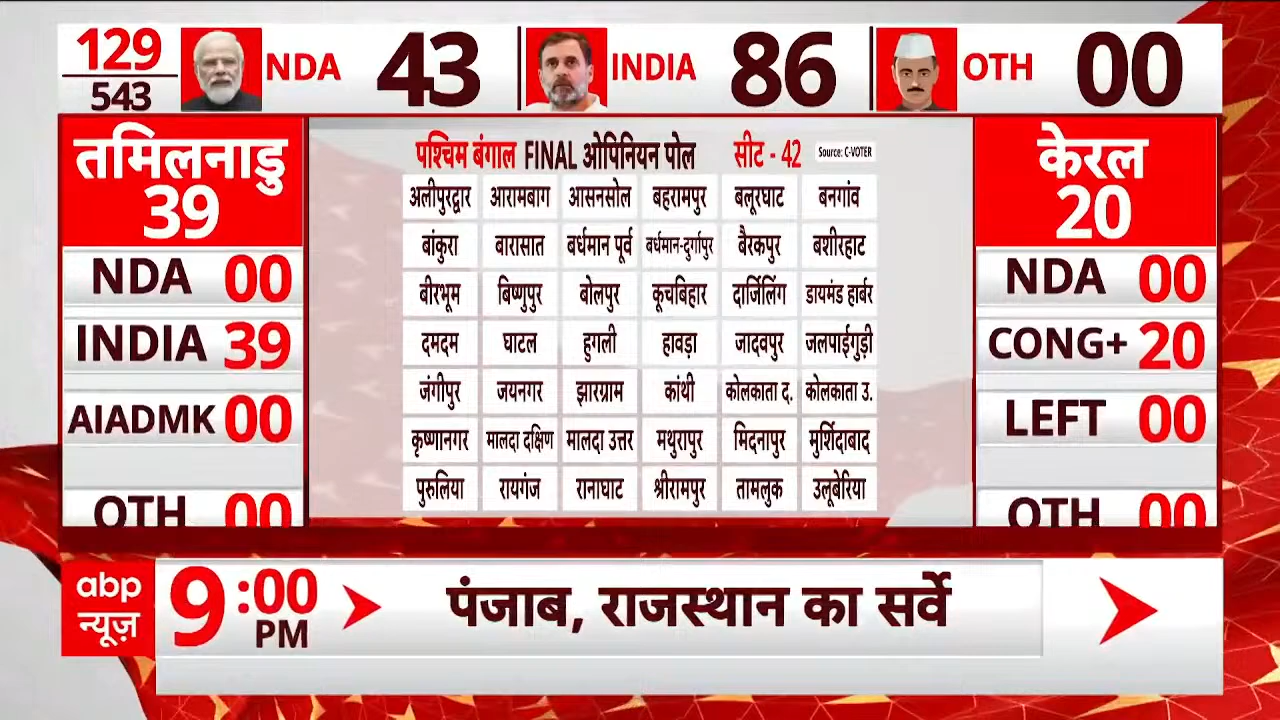 129
543
NDA 43
INDIA 86
OTH 00
तमिलनाडु
39
NDA 00
INDIA 39
AIADMK 00
OTH 00
पश्चिम बंगाल FINAL ओपिनियन पोल सीट - 42 Source: C-VOTER
अलीपुरद्वार आरामबाग आसनसोल बहरामपुर बलूरघाट बनगांव
बांकुरा बारासात बर्धमान पूर्व बर्धमान-दुर्गापुर बैरकपुर बशीरहाट
बीरभूम बिष्णुपुर बोलपुर कूचबिहार दार्जिलिंग डायमंड हार्बर
दमदम घाटल हुगली हावड़ा जादवपुर जलपाईगुड़ी
जंगीपुर जयनगर झारग्राम कांथी कोलकाता द. कोलकाता उ.
कृष्णानगर मालदा दक्षिण मालदा उत्तर मथुरापुर मिदनापुर मुर्शिदाबाद
पुरुलिया रायगंज रानाघाट श्रीरामपुर तामलुक उलूबेरिया
केरल
20
NDA 00
CONG+ 20
LEFT 00
OTH 00
abp
न्यूज़
9:00
PM
पंजाब, राजस्थान का सर्वे